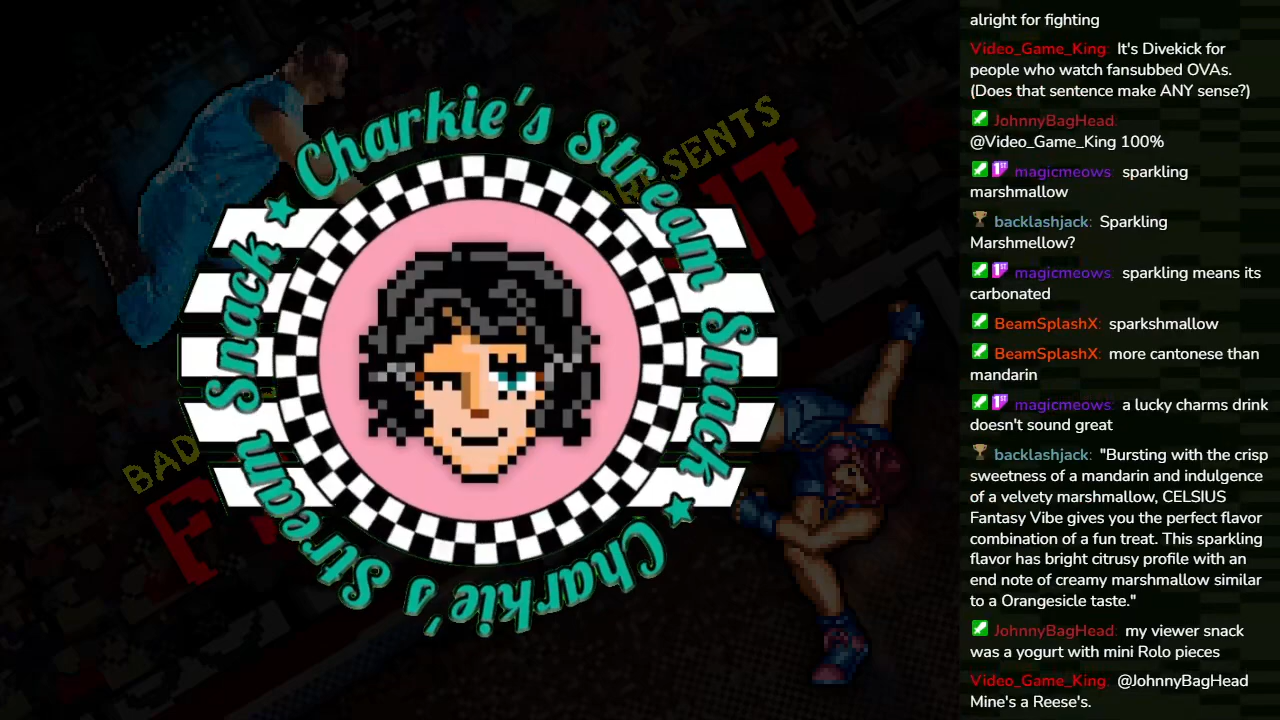 Charkie's Stream Snack
Charkie's Stream Snack
BAD
PRESENTS
alright for fighting
Video_Game_King: It's Divekick for
people who watch fansubbed OVAs.
(Does that sentence make ANY sense?)
JohnnyBagHead:
@Video_Game_King 100%
magicmeows: sparkling
marshmallow
backlashjack: Sparkling
Marshmellow?
magicmeows: sparkling means its
carbonated
BeamSplashX: sparkshmallow
BeamSplashX: more cantonese than
mandarin
magicmeows: a lucky charms drink
doesn't sound great
backlashjack: "Bursting with the crisp
sweetness of a mandarin and indulgence
of a velvety marshmallow, CELSIUS
Fantasy Vibe gives you the perfect flavor
combination of a fun treat. This sparkling
flavor has bright citrusy profile with an
end note of creamy marshmallow similar
to a Orangesicle taste."
JohnnyBagHead: my viewer snack
was a yogurt with mini Rolo pieces
Video_Game_King: @JohnnyBagHead
Mine's a Reese's.